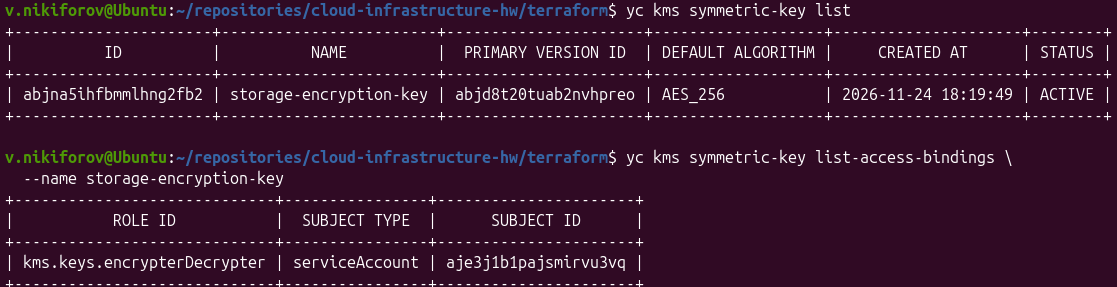 v.nikiforov@Ubuntu:~/repositories/cloud-infrastructure-hw/terraform$ yc kms symmetric-key list
+----------------------+------------------------+----------------------+-------------------+---------------------+--------+
|          ID          |          NAME          |  PRIMARY VERSION ID  | DEFAULT ALGORITHM |     CREATED AT      | STATUS |
+----------------------+------------------------+----------------------+-------------------+---------------------+--------+
| abjna5ihfbmmlhng2fb2 | storage-encryption-key | abjd8t20tuab2nvhpreo | AES_256           | 2026-11-24 18:19:49 | ACTIVE |
+----------------------+------------------------+----------------------+-------------------+---------------------+--------+
v.nikiforov@Ubuntu:~/repositories/cloud-infrastructure-hw/terraform$ yc kms symmetric-key list-access-bindings \
  --name storage-encryption-key
+-----------------------------+----------------+----------------------+
|           ROLE ID           |  SUBJECT TYPE  |      SUBJECT ID      |
+-----------------------------+----------------+----------------------+
| kms.keys.encrypterDecrypter | serviceAccount | aje3j1b1pajsmirvu3vq |
+-----------------------------+----------------+----------------------+